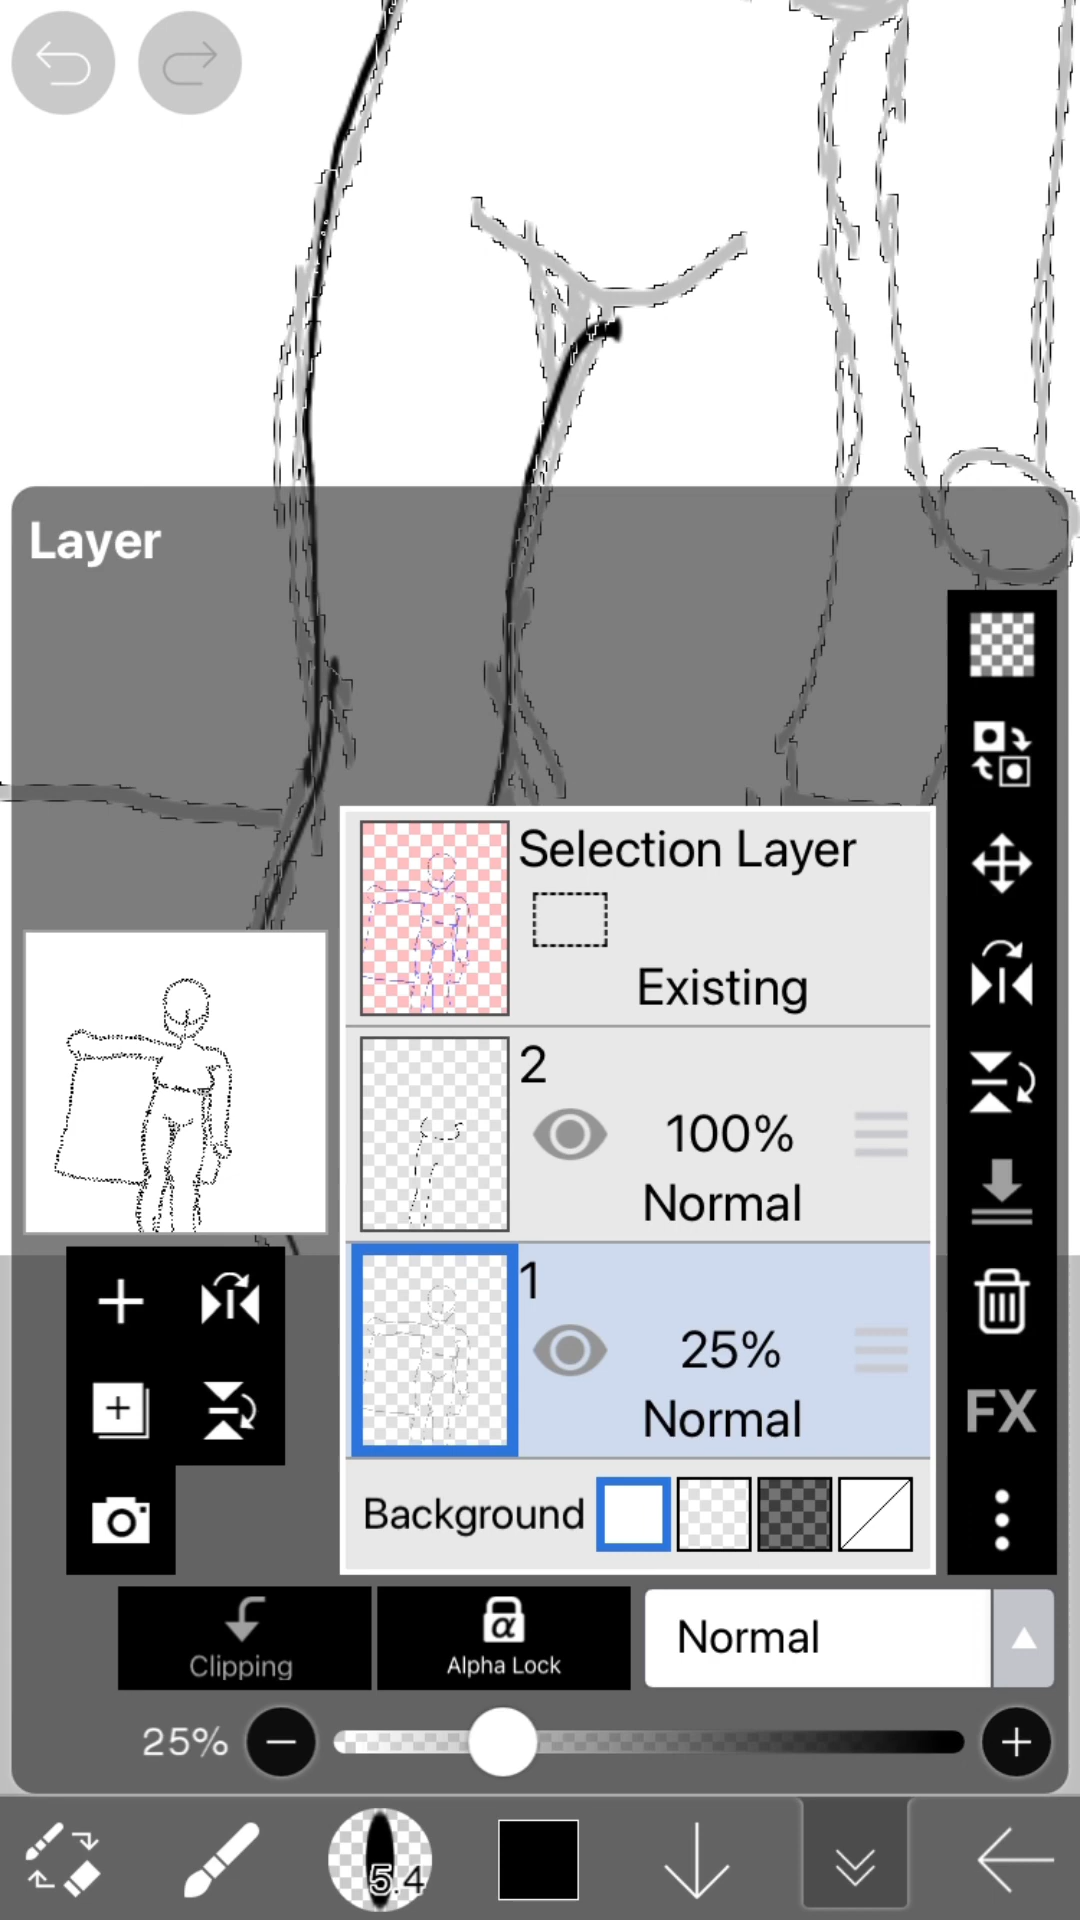 Layer
Selection Layer
Existing
2
100%
Normal
1
25%
Normal
Background
FX
Clipping
α
Alpha Lock
Normal
25%
5.4